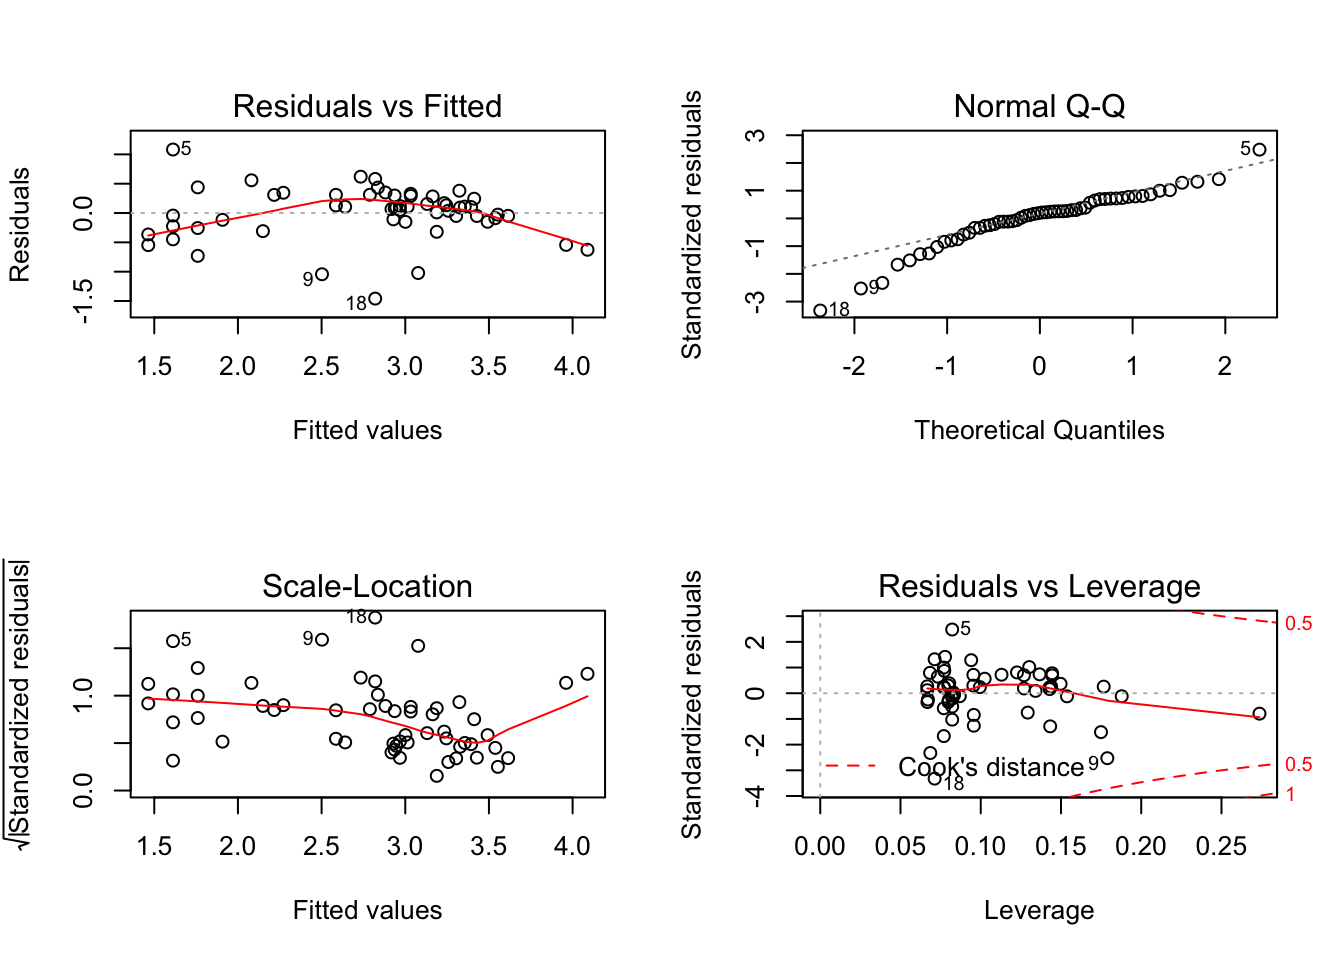 Residuals vs Fitted
Residuals
0.0
-1.5
5
9
18
1.5 2.0 2.5 3.0 3.5 4.0
Fitted values
Normal Q-Q
Standardized residuals
3
1
-1
-3
5
9
18
-2 -1 0 1 2
Theoretical Quantiles
Scale-Location
√|Standardized residuals|
1.0
0.0
18
9
5
1.5 2.0 2.5 3.0 3.5 4.0
Fitted values
Residuals vs Leverage
Standardized residuals
2
0
-2
-4
5
0.5
Cook's distance
9
18
0.5
1
0.00 0.05 0.10 0.15 0.20 0.25
Leverage